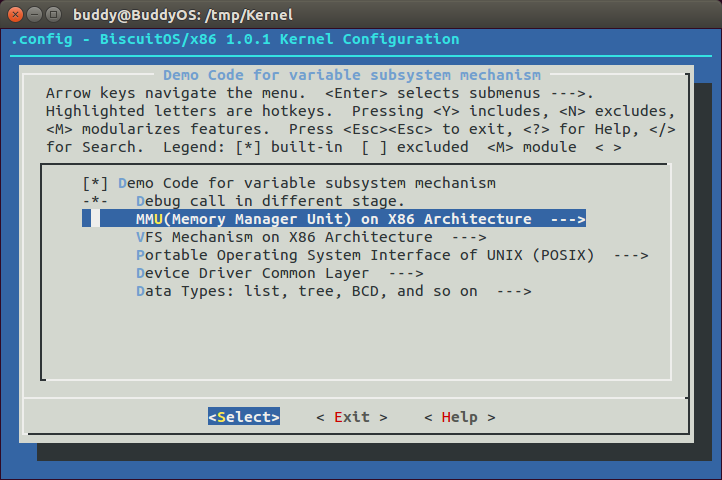 buddy@BuddyOS: /tmp/Kernel
.config - BiscuitOS/x86 1.0.1 Kernel Configuration
Demo Code for variable subsystem mechanism
Arrow keys navigate the menu.  <Enter> selects submenus --->.
Highlighted letters are hotkeys.  Pressing <Y> includes, <N> excludes,
<M> modularizes features.  Press <Esc><Esc> to exit, <?> for Help, </>
for Search.  Legend: [*] built-in  [ ] excluded  <M> module  < >
[*] Demo Code for variable subsystem mechanism
-*-   Debug call in different stage.
MMU(Memory Manager Unit) on X86 Architecture  --->
VFS Mechanism on X86 Architecture  --->
Portable Operating System Interface of UNIX (POSIX)  --->
Device Driver Common Layer  --->
Data Types: list, tree, BCD, and so on  --->
<Select>    < Exit >    < Help >